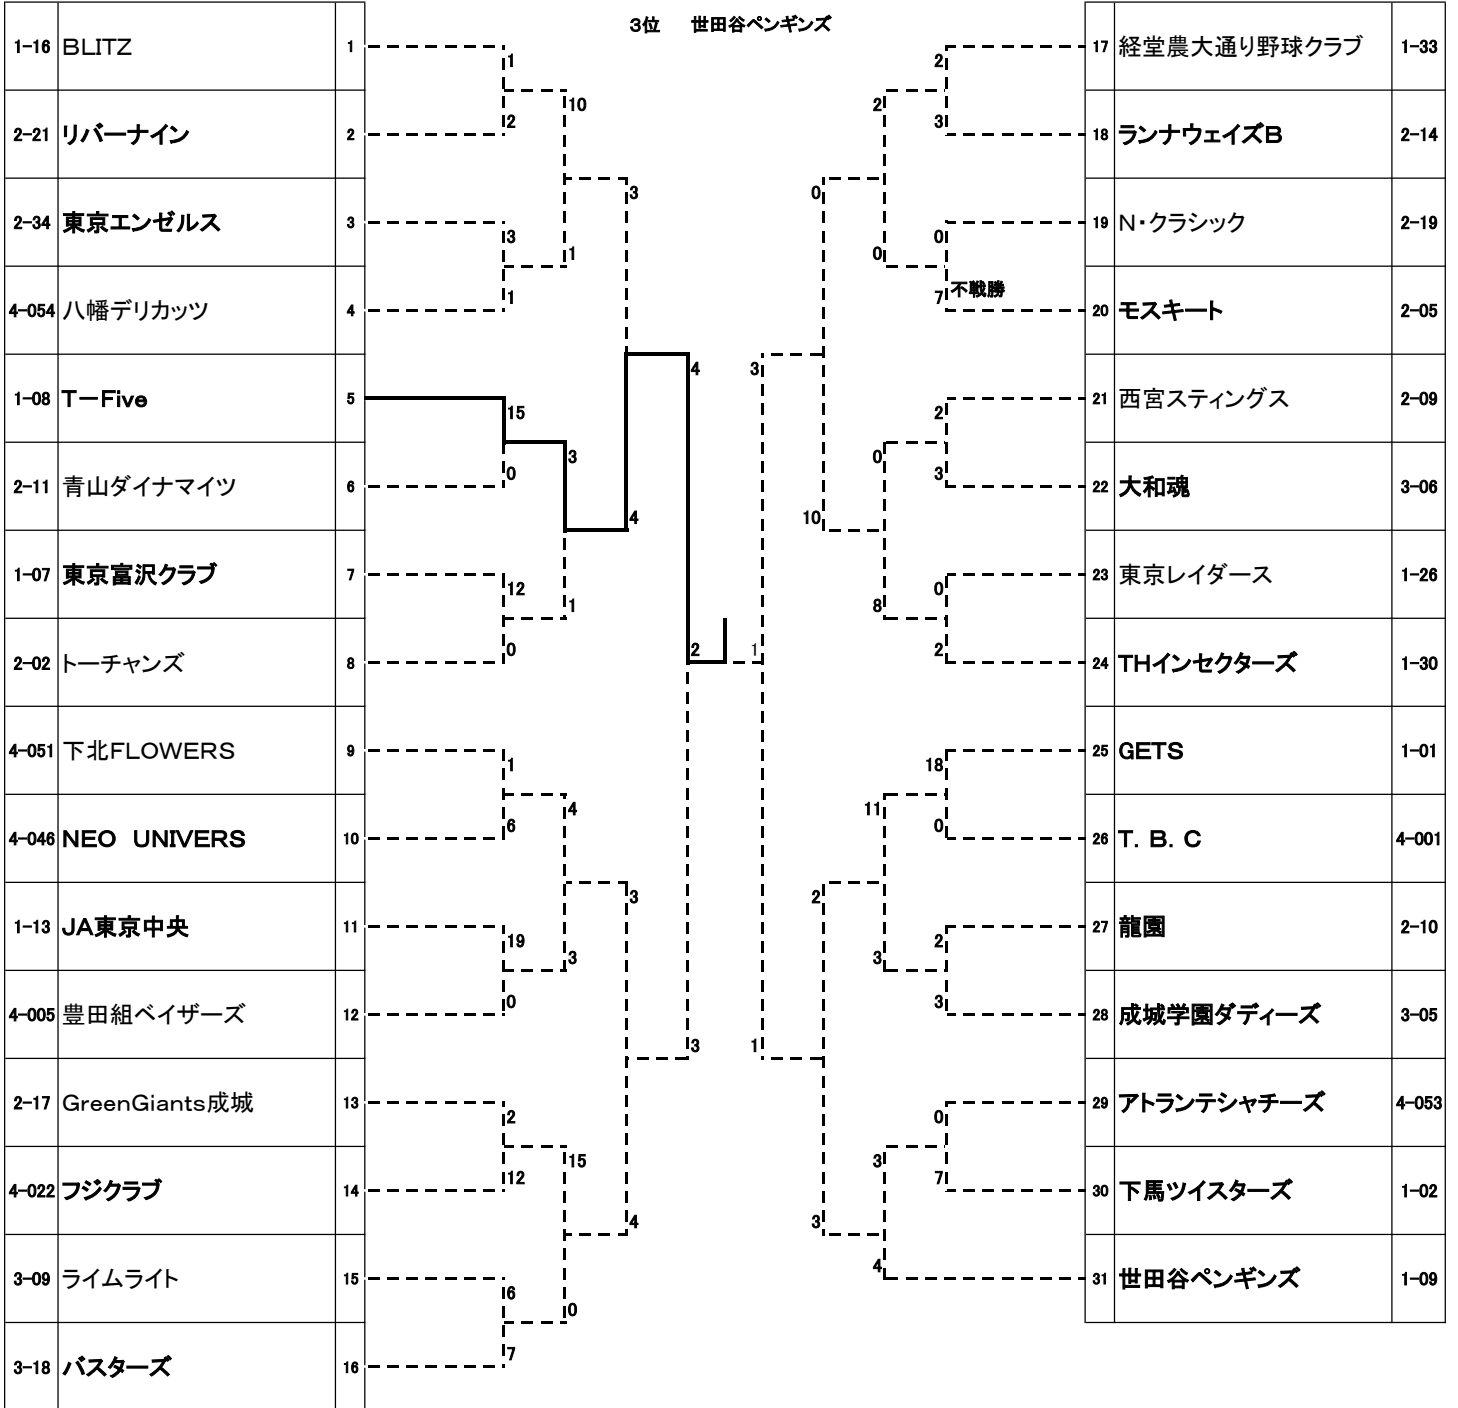 3位 世田谷ペンギンズ
1-16 BLITZ 1
2-21 リバーナイン 2
2-34 東京エンゼルス 3
4-054 八幡デリカッツ 4
1-08 T-Five 5
2-11 青山ダイナマイツ 6
1-07 東京富沢クラブ 7
2-02 トーチャンズ 8
4-051 下北FLOWERS 9
4-046 NEO UNIVERS 10
1-13 JA東京中央 11
4-005 豊田組ベイザーズ 12
2-17 GreenGiants成城 13
4-022 フジクラブ 14
3-09 ライムライト 15
3-18 バスターズ 16
1
2
3
1
15
0
12
0
1
6
19
0
2
12
6
7
10
1
3
1
4
3
15
0
3
4
3
4
4
3
2
1
3
1
0
10
2
3
2
0
0
8
11
3
3
4
2
3
0
7 不戦勝
2
3
0
2
18
0
2
3
0
7
17 経堂農大通り野球クラブ 1-33
18 ランナウェイズB 2-14
19 N・クラシック 2-19
20 モスキート 2-05
21 西宮スティングス 2-09
22 大和魂 3-06
23 東京レイダース 1-26
24 THインセクターズ 1-30
25 GETS 1-01
26 T. B. C 4-001
27 龍園 2-10
28 成城学園ダディーズ 3-05
29 アトランテシャチーズ 4-053
30 下馬ツイスターズ 1-02
31 世田谷ペンギンズ 1-09